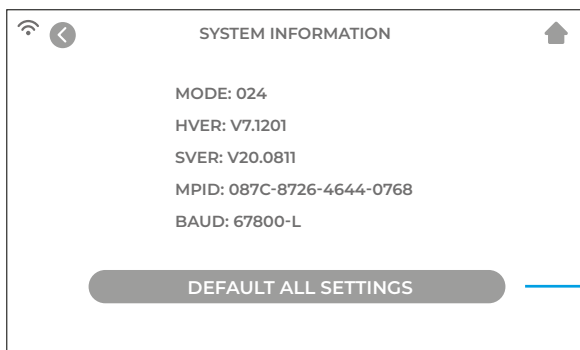 SYSTEM INFORMATION
MODE: 024
HVER: V7.1201
SVER: V20.0811
MPID: 087C-8726-4644-0768
BAUD: 67800-L
DEFAULT ALL SETTINGS